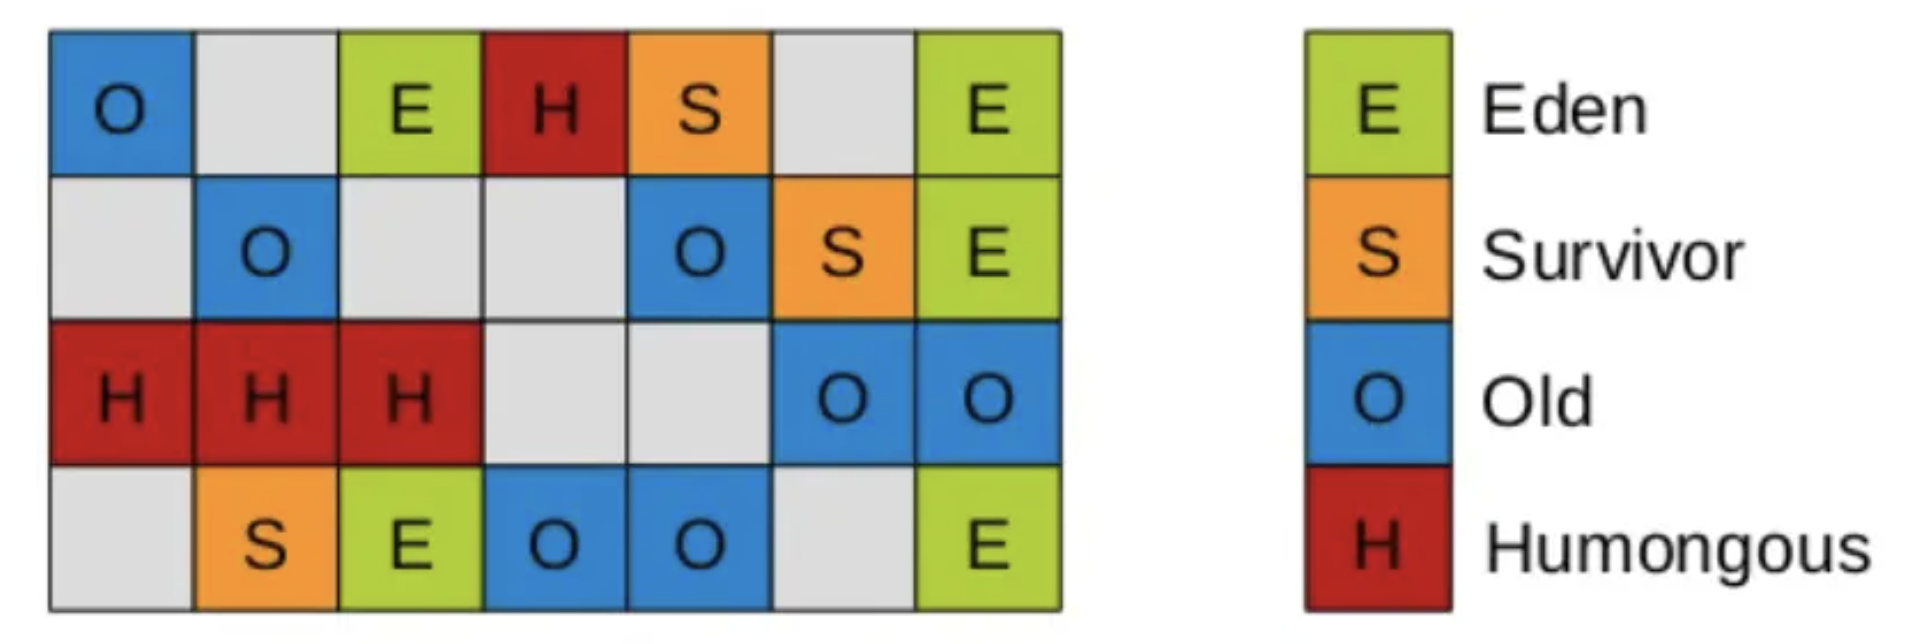 O E H S E
O O S E
H H H O O
S E O O E
E Eden
S Survivor
O Old
H Humongous